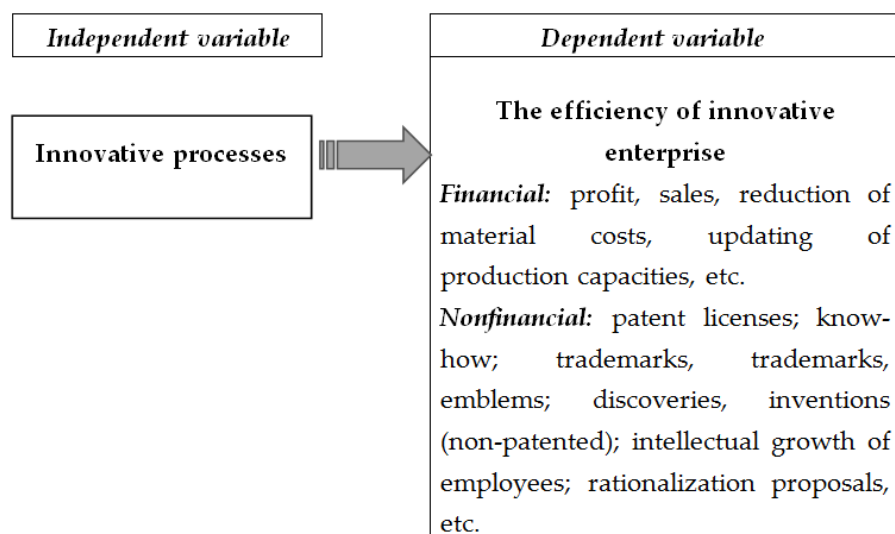 Independent variable
Dependent variable
Innovative processes
The efficiency of innovative
enterprise
Financial: profit, sales, reduction of
material costs, updating of
production capacities, etc.
Nonfinancial: patent licenses; know-
how; trademarks, trademarks,
emblems; discoveries, inventions
(non-patented); intellectual growth of
employees; rationalization proposals,
etc.